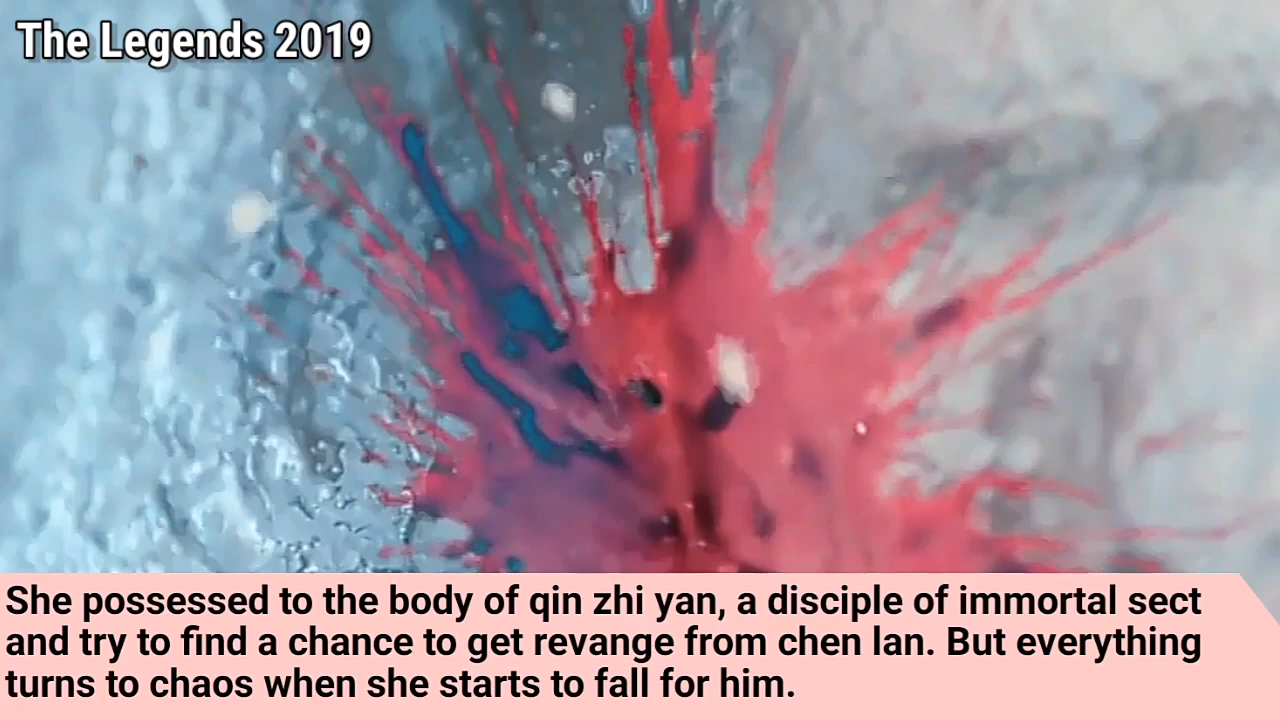 The Legends 2019
She possessed to the body of qin zhi yan, a disciple of immortal sect
and try to find a chance to get revange from chen lan. But everything
turns to chaos when she starts to fall for him.